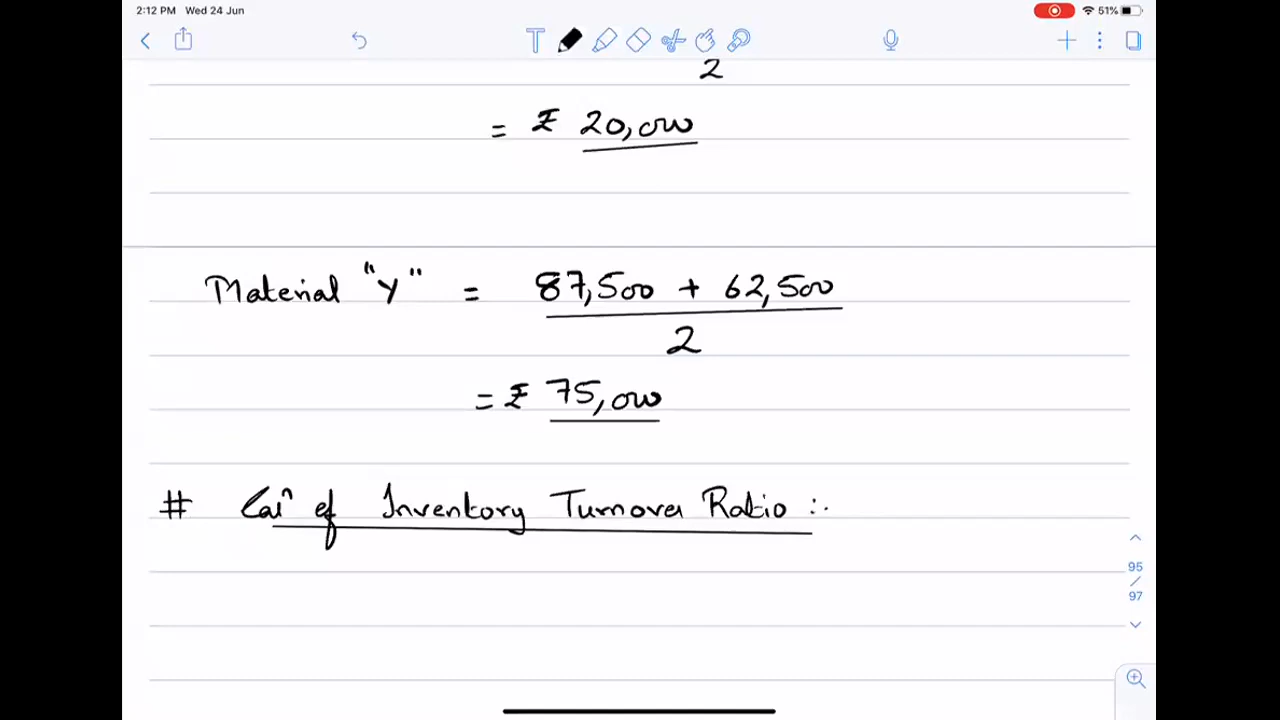 2:12 PM Wed 24 Jun 51%
T
2
= ₹ 20,000
Material "Y" = 87,500 + 62,500
2
= ₹ 75,000
# Calⁿ of Inventory Turnover Ratio :-
95
/
97